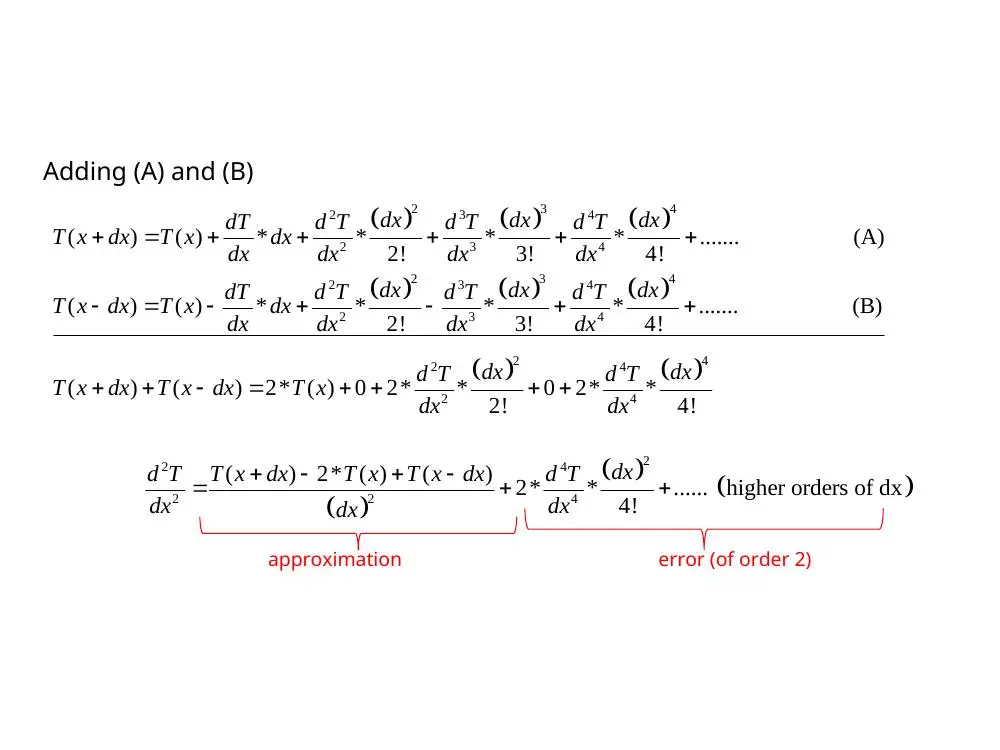 Adding (A) and (B)
T(x + dx) = T(x) + dT/dx * dx + d²T/dx² * (dx)²/2! + d³T/dx³ * (dx)³/3! + d⁴T/dx⁴ * (dx)⁴/4! + ....... (A)
T(x - dx) = T(x) - dT/dx * dx + d²T/dx² * (dx)²/2! - d³T/dx³ * (dx)³/3! + d⁴T/dx⁴ * (dx)⁴/4! + ....... (B)
T(x + dx) + T(x - dx) = 2 * T(x) + 0 + 2 * d²T/dx² * (dx)²/2! + 0 + 2 * d⁴T/dx⁴ * (dx)⁴/4!
d²T/dx² = T(x + dx) - 2 * T(x) + T(x - dx)/(dx)² + 2 * d⁴T/dx⁴ * (dx)²/4! + ...... (higher orders of dx)
approximation error (of order 2)